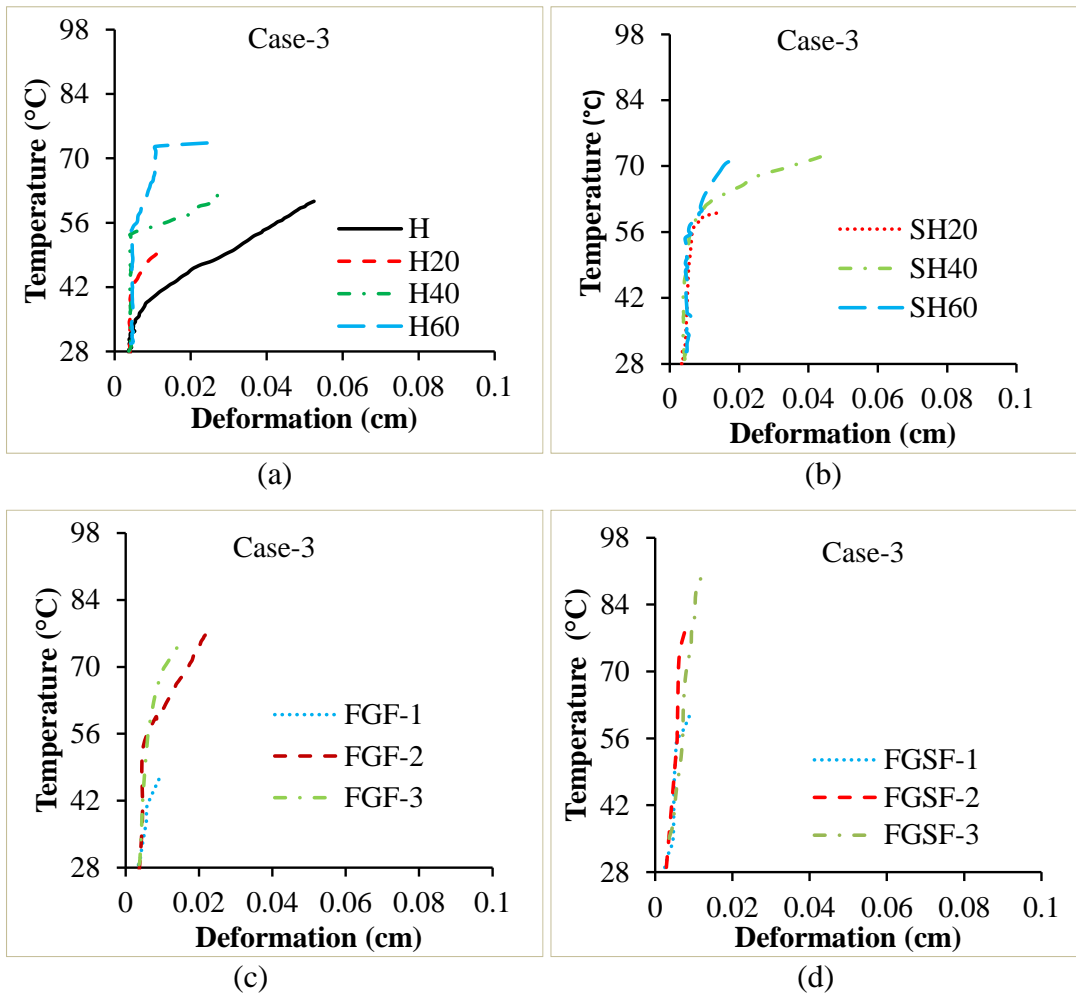 Case-3
Temperature (°C)
98
84
70
56
42
28
H
H20
H40
H60
0
0.02
0.04
0.06
0.08
0.1
Deformation (cm)
(a)
Case-3
Temperature (°C)
98
84
70
56
42
28
SH20
SH40
SH60
0
0.02
0.04
0.06
0.08
0.1
Deformation (cm)
(b)
Case-3
Temperature (°C)
98
84
70
56
42
28
FGF-1
FGF-2
FGF-3
0
0.02
0.04
0.06
0.08
0.1
Deformation (cm)
(c)
Case-3
Temperature (°C)
98
84
70
56
42
28
FGSF-1
FGSF-2
FGSF-3
0
0.02
0.04
0.06
0.08
0.1
Deformation (cm)
(d)